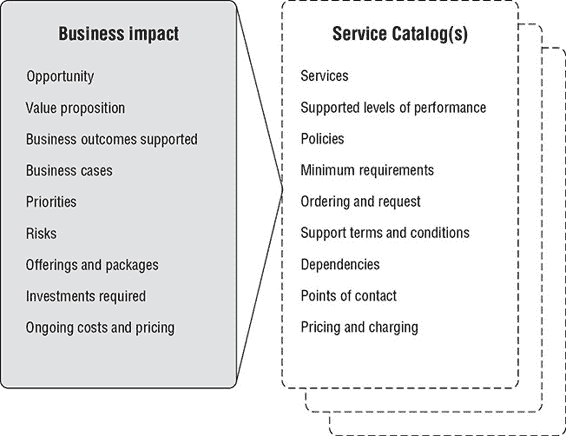 Business impact
Opportunity
Value proposition
Business outcomes supported
Business cases
Priorities
Risks
Offerings and packages
Investments required
Ongoing costs and pricing
Service Catalog(s)
Services
Supported levels of performance
Policies
Minimum requirements
Ordering and request
Support terms and conditions
Dependencies
Points of contact
Pricing and charging